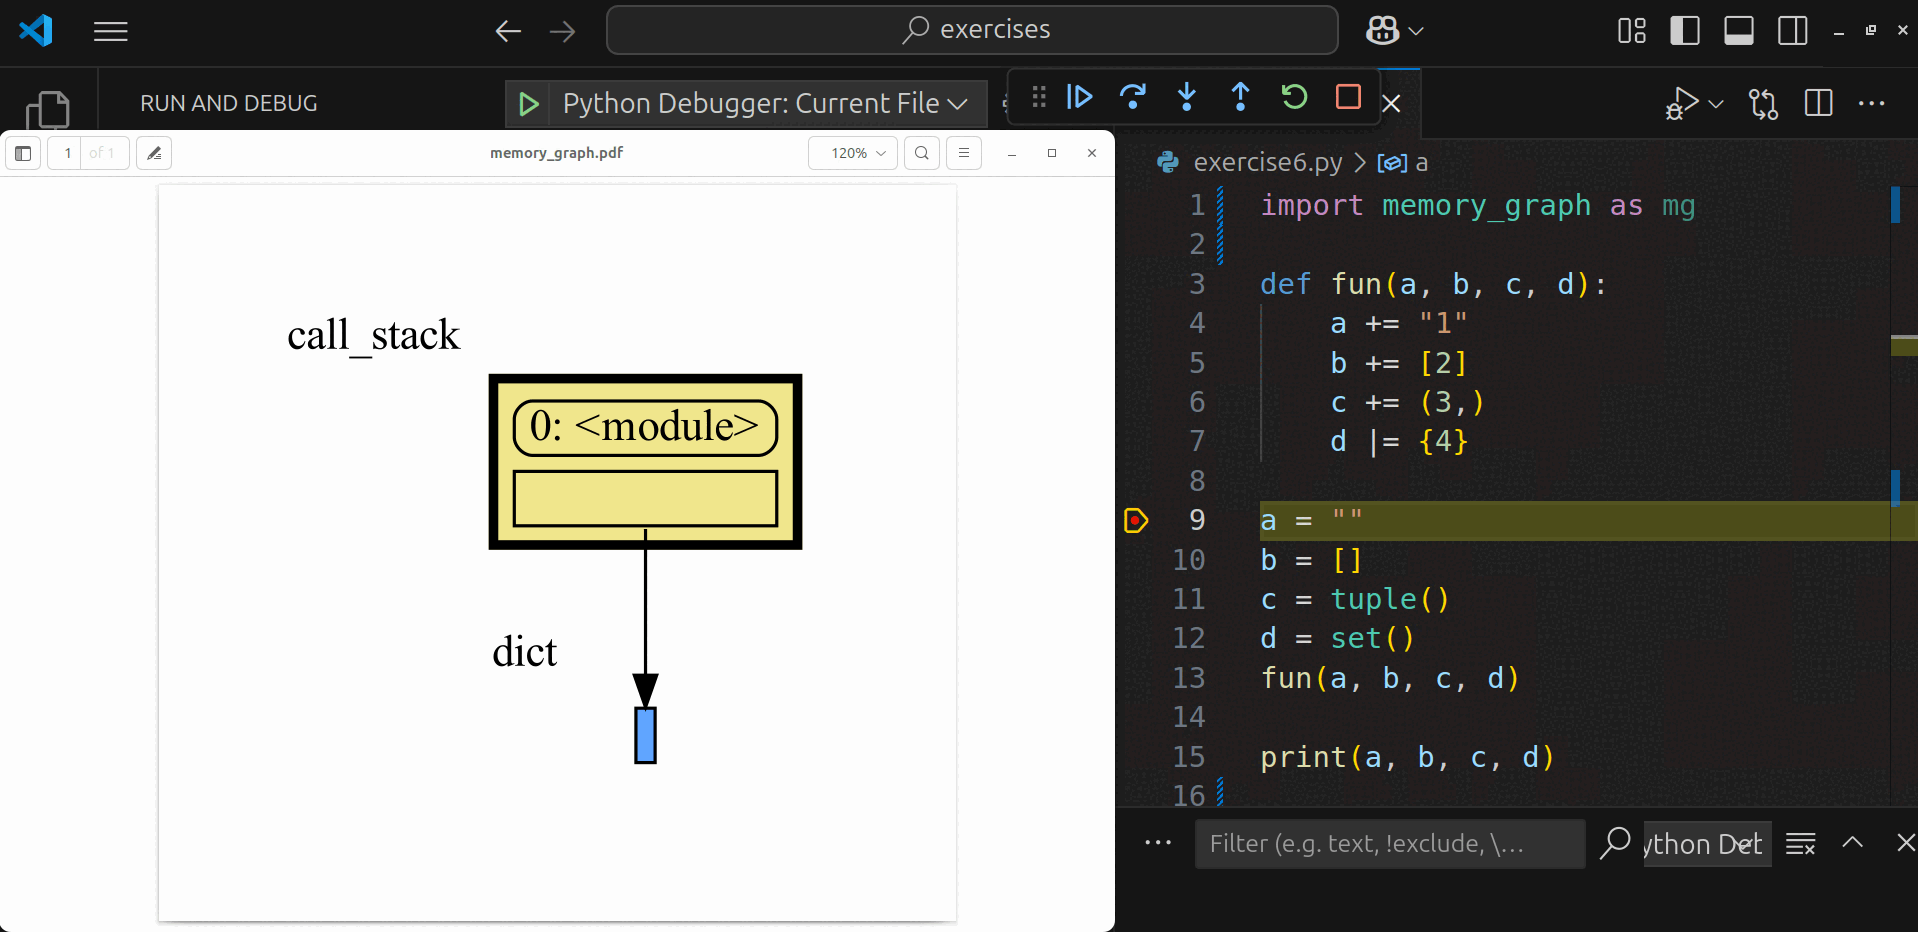 exercises
RUN AND DEBUG
Python Debugger: Current File
1 of 1
memory_graph.pdf
120%
call_stack
0: <module>
dict
exercise6.py > a
1 import memory_graph as mg
2
3 def fun(a, b, c, d):
4     a += "1"
5     b += [2]
6     c += (3,)
7     d |= {4}
8
9 a = ""
10 b = []
11 c = tuple()
12 d = set()
13 fun(a, b, c, d)
14
15 print(a, b, c, d)
16
Filter (e.g. text, !exclude, \...
ython Det